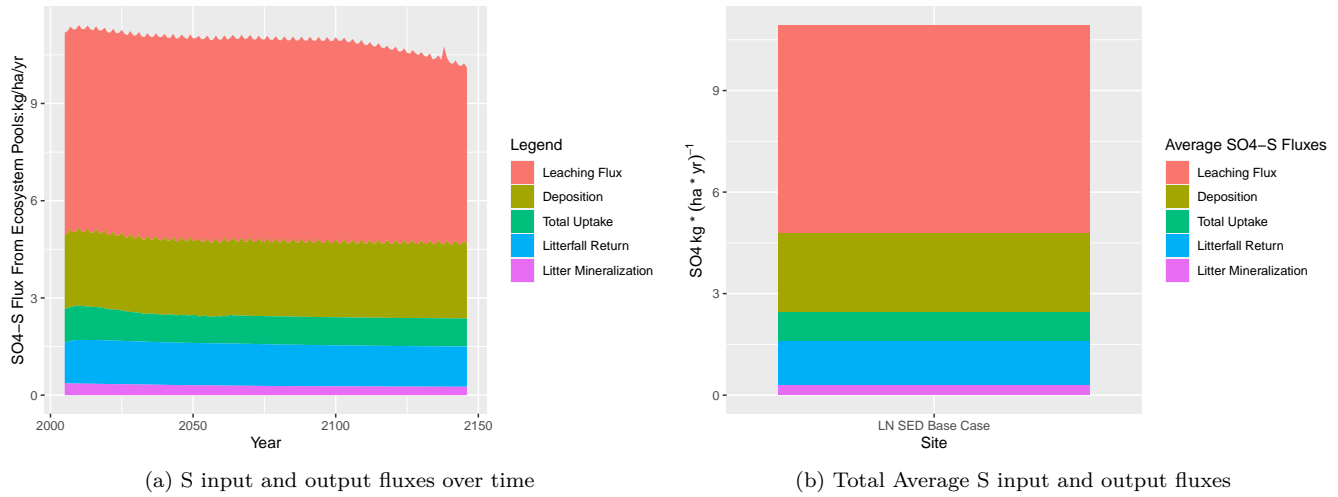 SO4−S Flux From Ecosystem Pools:kg/ha/yr
9
6
3
0
2000
2050
2100
2150
Year
Legend
Leaching Flux
Deposition
Total Uptake
Litterfall Return
Litter Mineralization
(a) S input and output fluxes over time
SO4 kg * (ha * yr)⁻¹
9
6
3
0
LN SED Base Case
Site
Average SO4−S Fluxes
Leaching Flux
Deposition
Total Uptake
Litterfall Return
Litter Mineralization
(b) Total Average S input and output fluxes